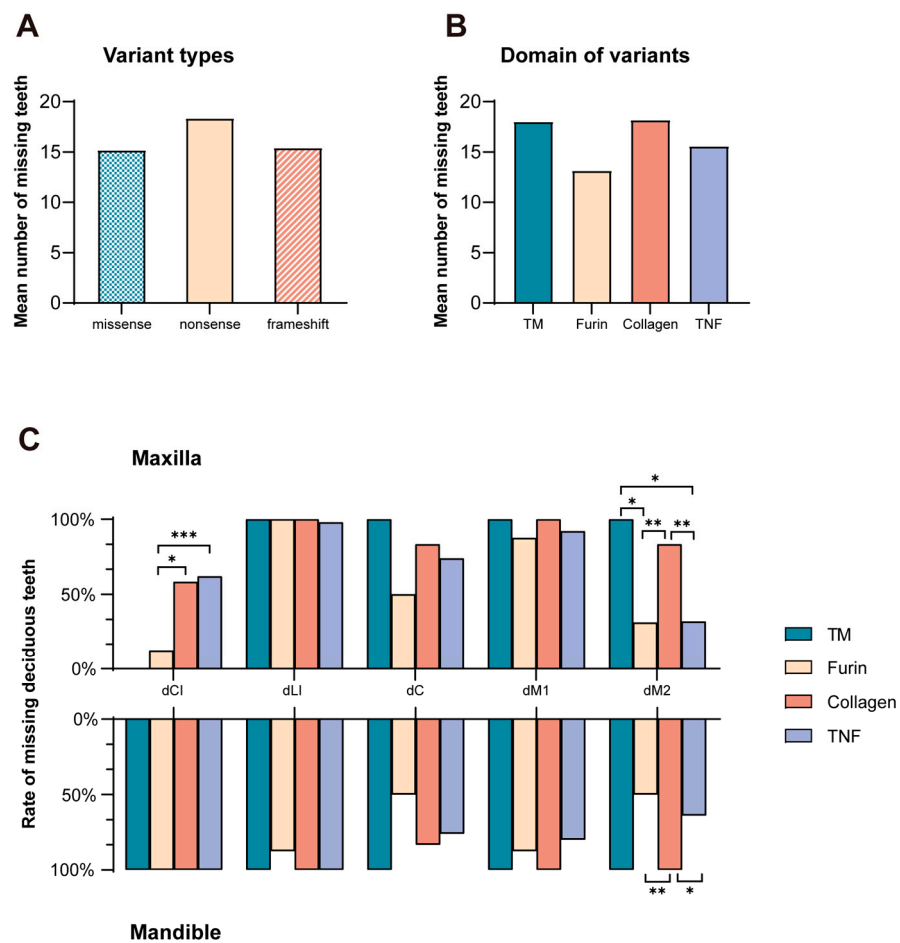 A
Variant types
Mean number of missing teeth
20
15
10
5
0
missense nonsense frameshift
B
Domain of variants
Mean number of missing teeth
20
15
10
5
0
TM Furin Collagen TNF
C
Maxilla
Rate of missing deciduous teeth
100%
50%
0%
*
***
*
*
**
**
dCI dLI dC dM1 dM2
0%
50%
100%
**
*
Mandible
TM
Furin
Collagen
TNF